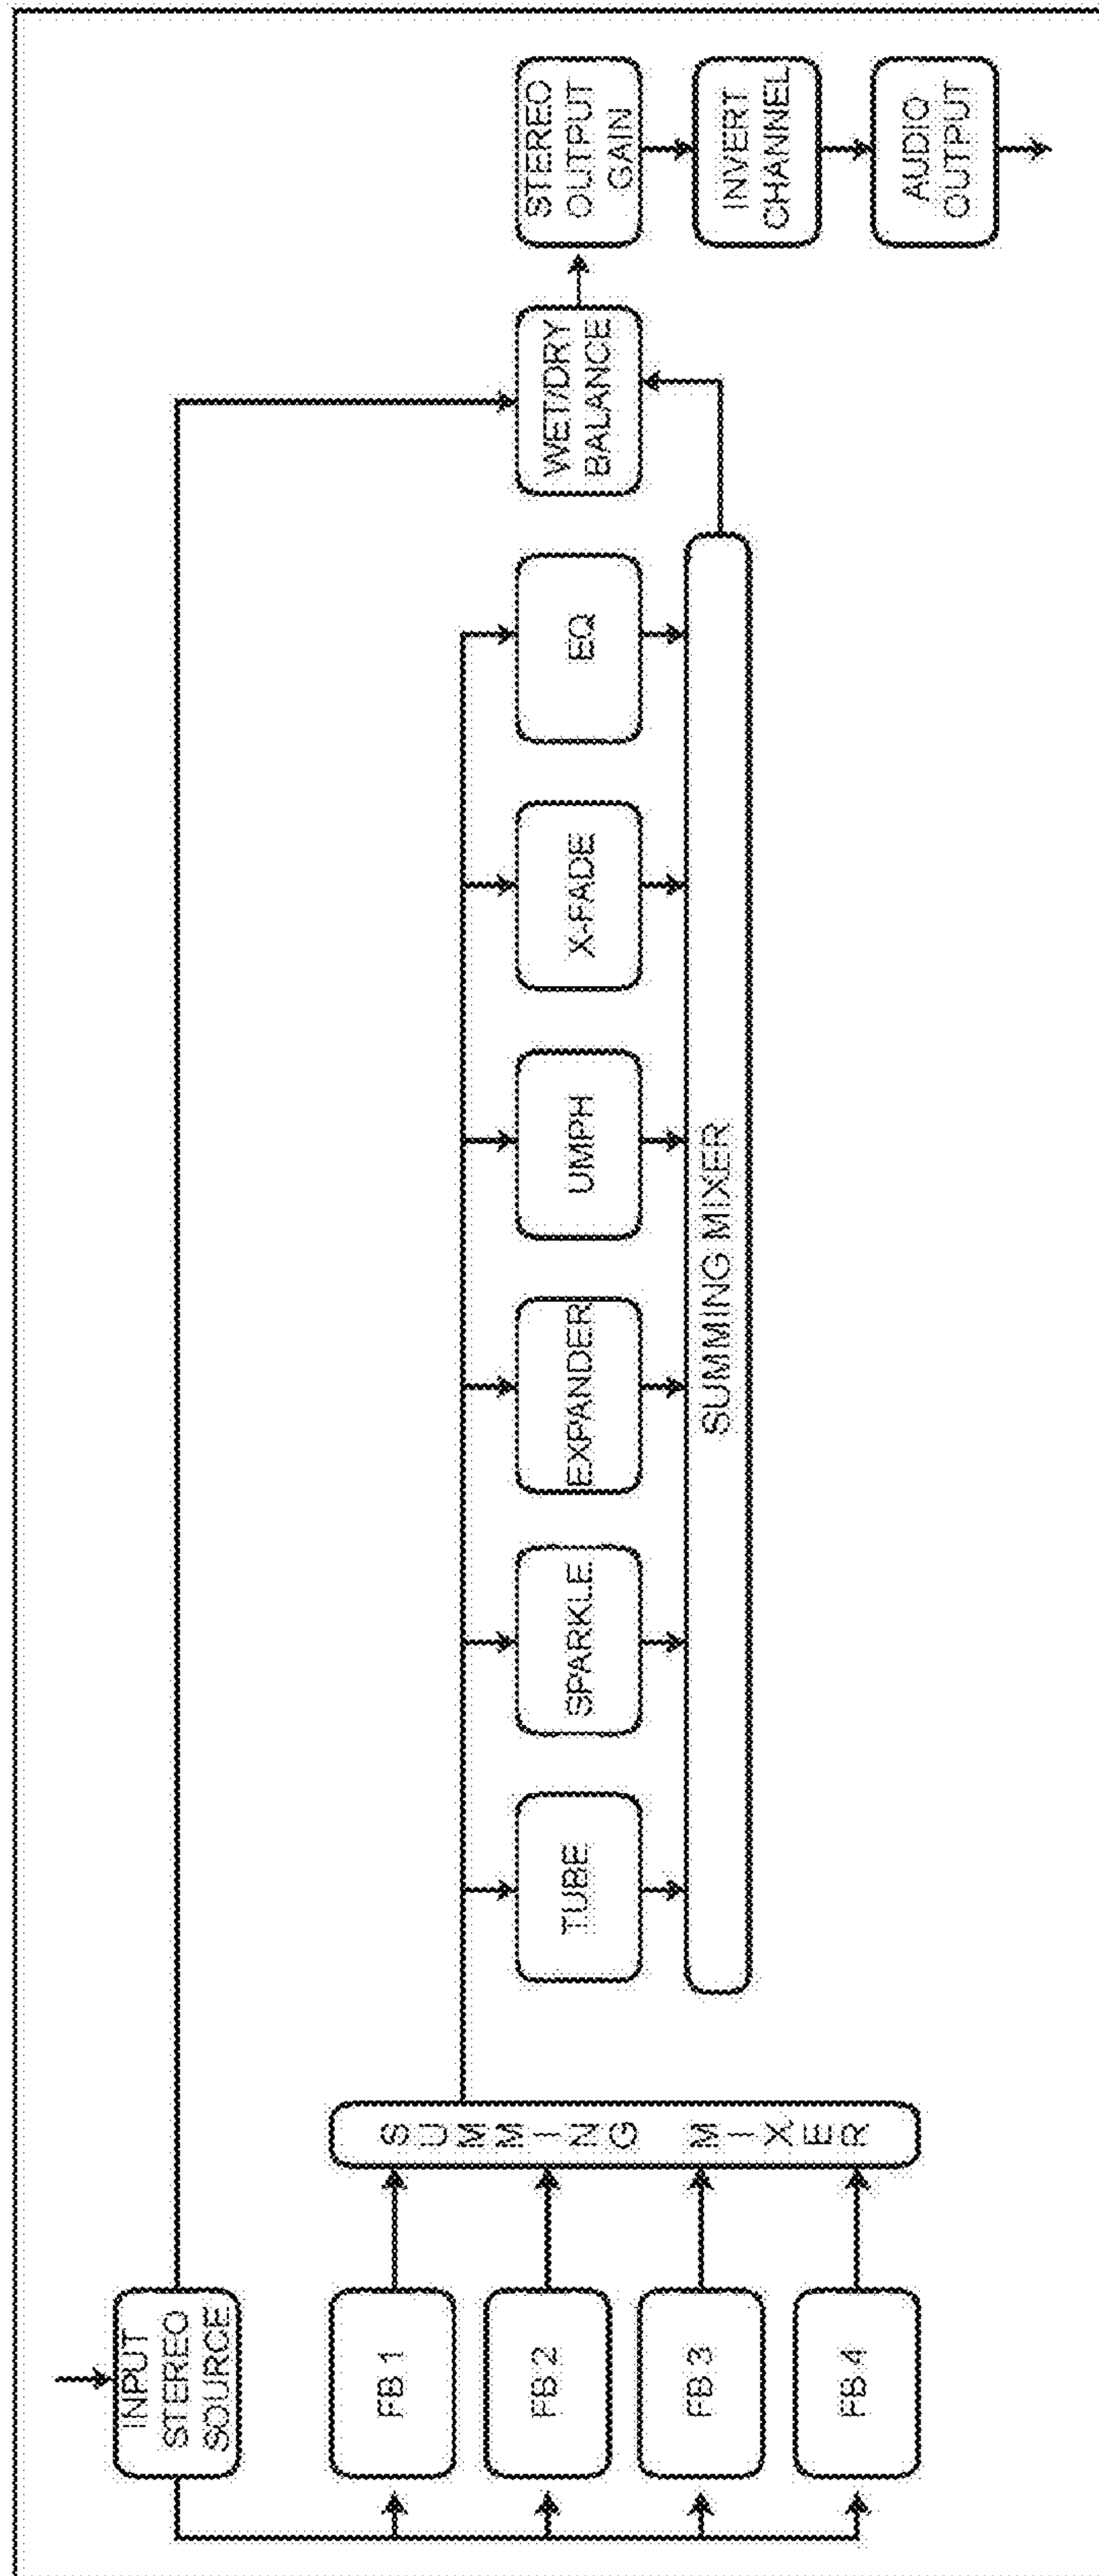 INPUT
STEREO
SOURCE
FB 1
FB 2
FB 3
FB 4
SUMMING MIXER
TUBE
SPARKLE
EXPANDER
UMPH
X-FADE
EQ
SUMMING MIXER
WET/DRY
BALANCE
STEREO
OUTPUT
GAIN
INVERT
CHANNEL
AUDIO
OUTPUT